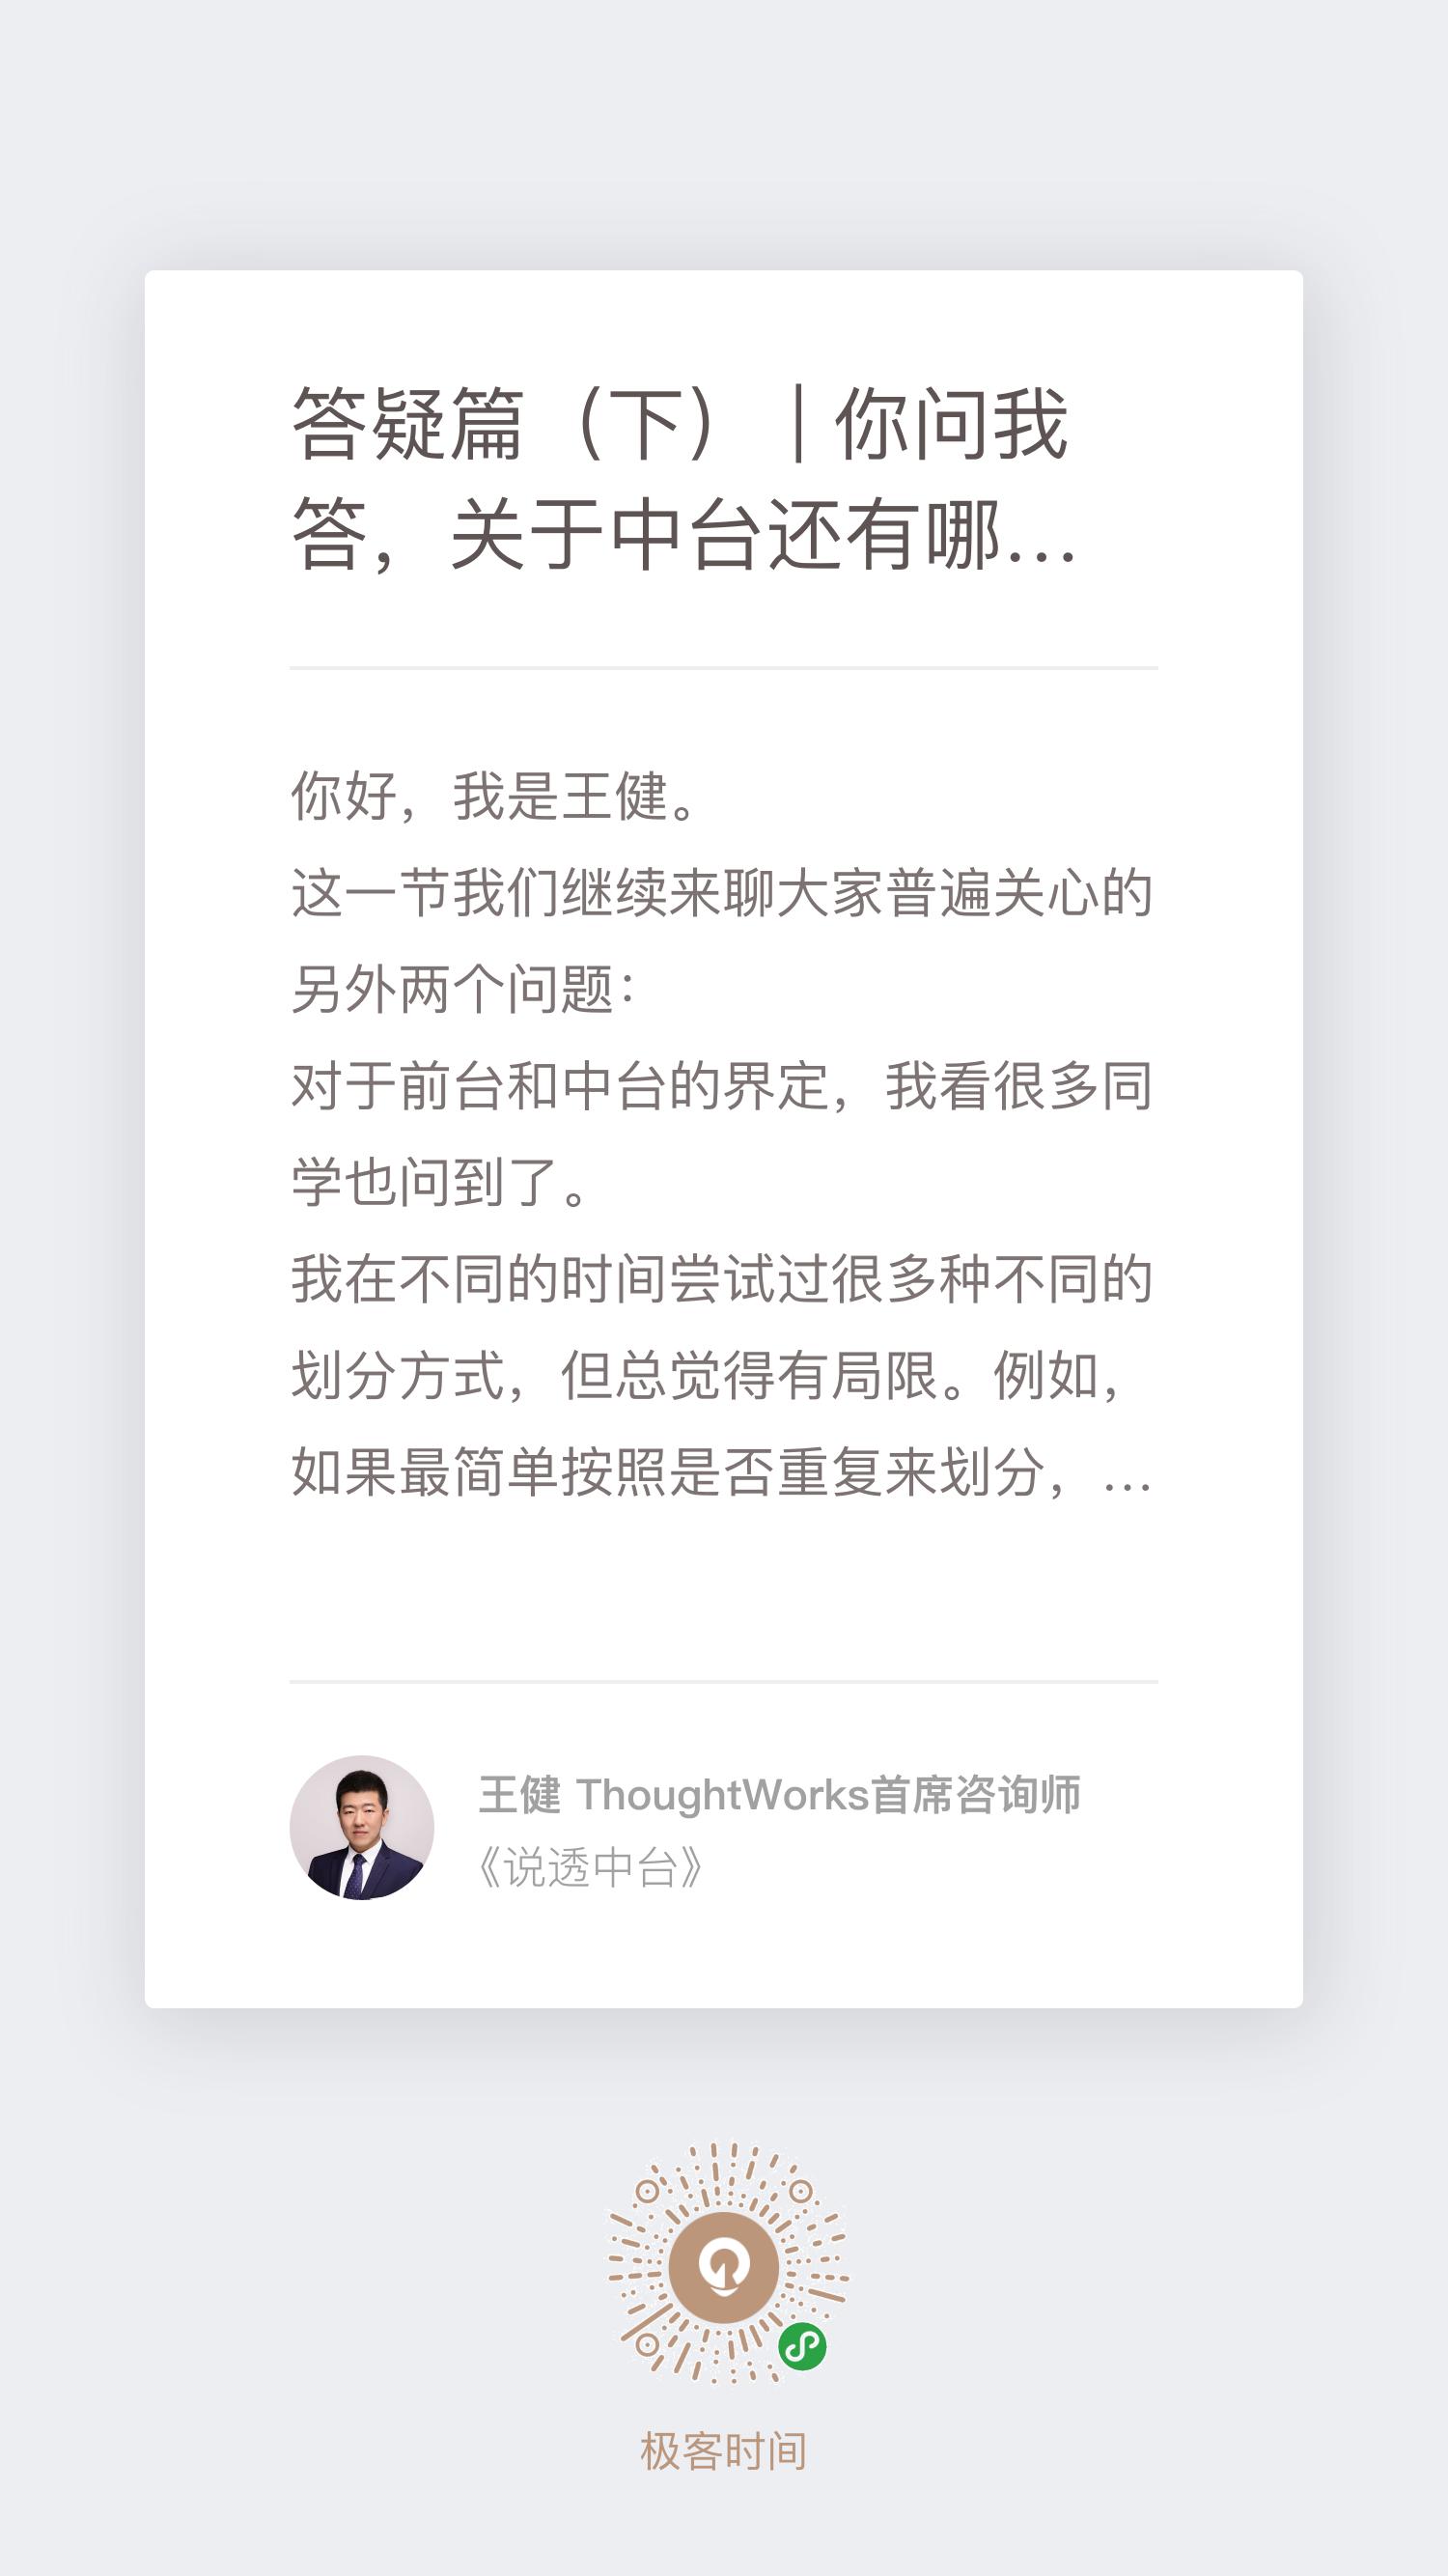 答疑篇（下） | 你问我
答，关于中台还有哪...
你好，我是王健。
这一节我们继续来聊大家普遍关心的
另外两个问题：
对于前台和中台的界定，我看很多同
学也问到了。
我在不同的时间尝试过很多种不同的
划分方式，但总觉得有局限。例如，
如果最简单按照是否重复来划分，...
王健 ThoughtWorks首席咨询师
《说透中台》
极客时间